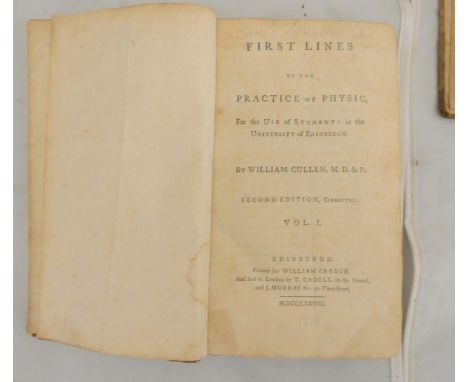 FIRST LINES
OF THE
PRACTICE OF PHYSIC,
For the USE of STUDENTS in the
UNIVERSITY of EDINBURGH.
BY WILLIAM CULLEN, M. D. & P.
SECOND EDITION, CORRECTED.
VOL. I.
EDINBURGH:
Printed for WILLIAM CREECH.
And sold in London by T. CADELL in the Strand,
and J. MURRAY No. 32. Fleet-street.
M.DCC.LXXVIII.
1778